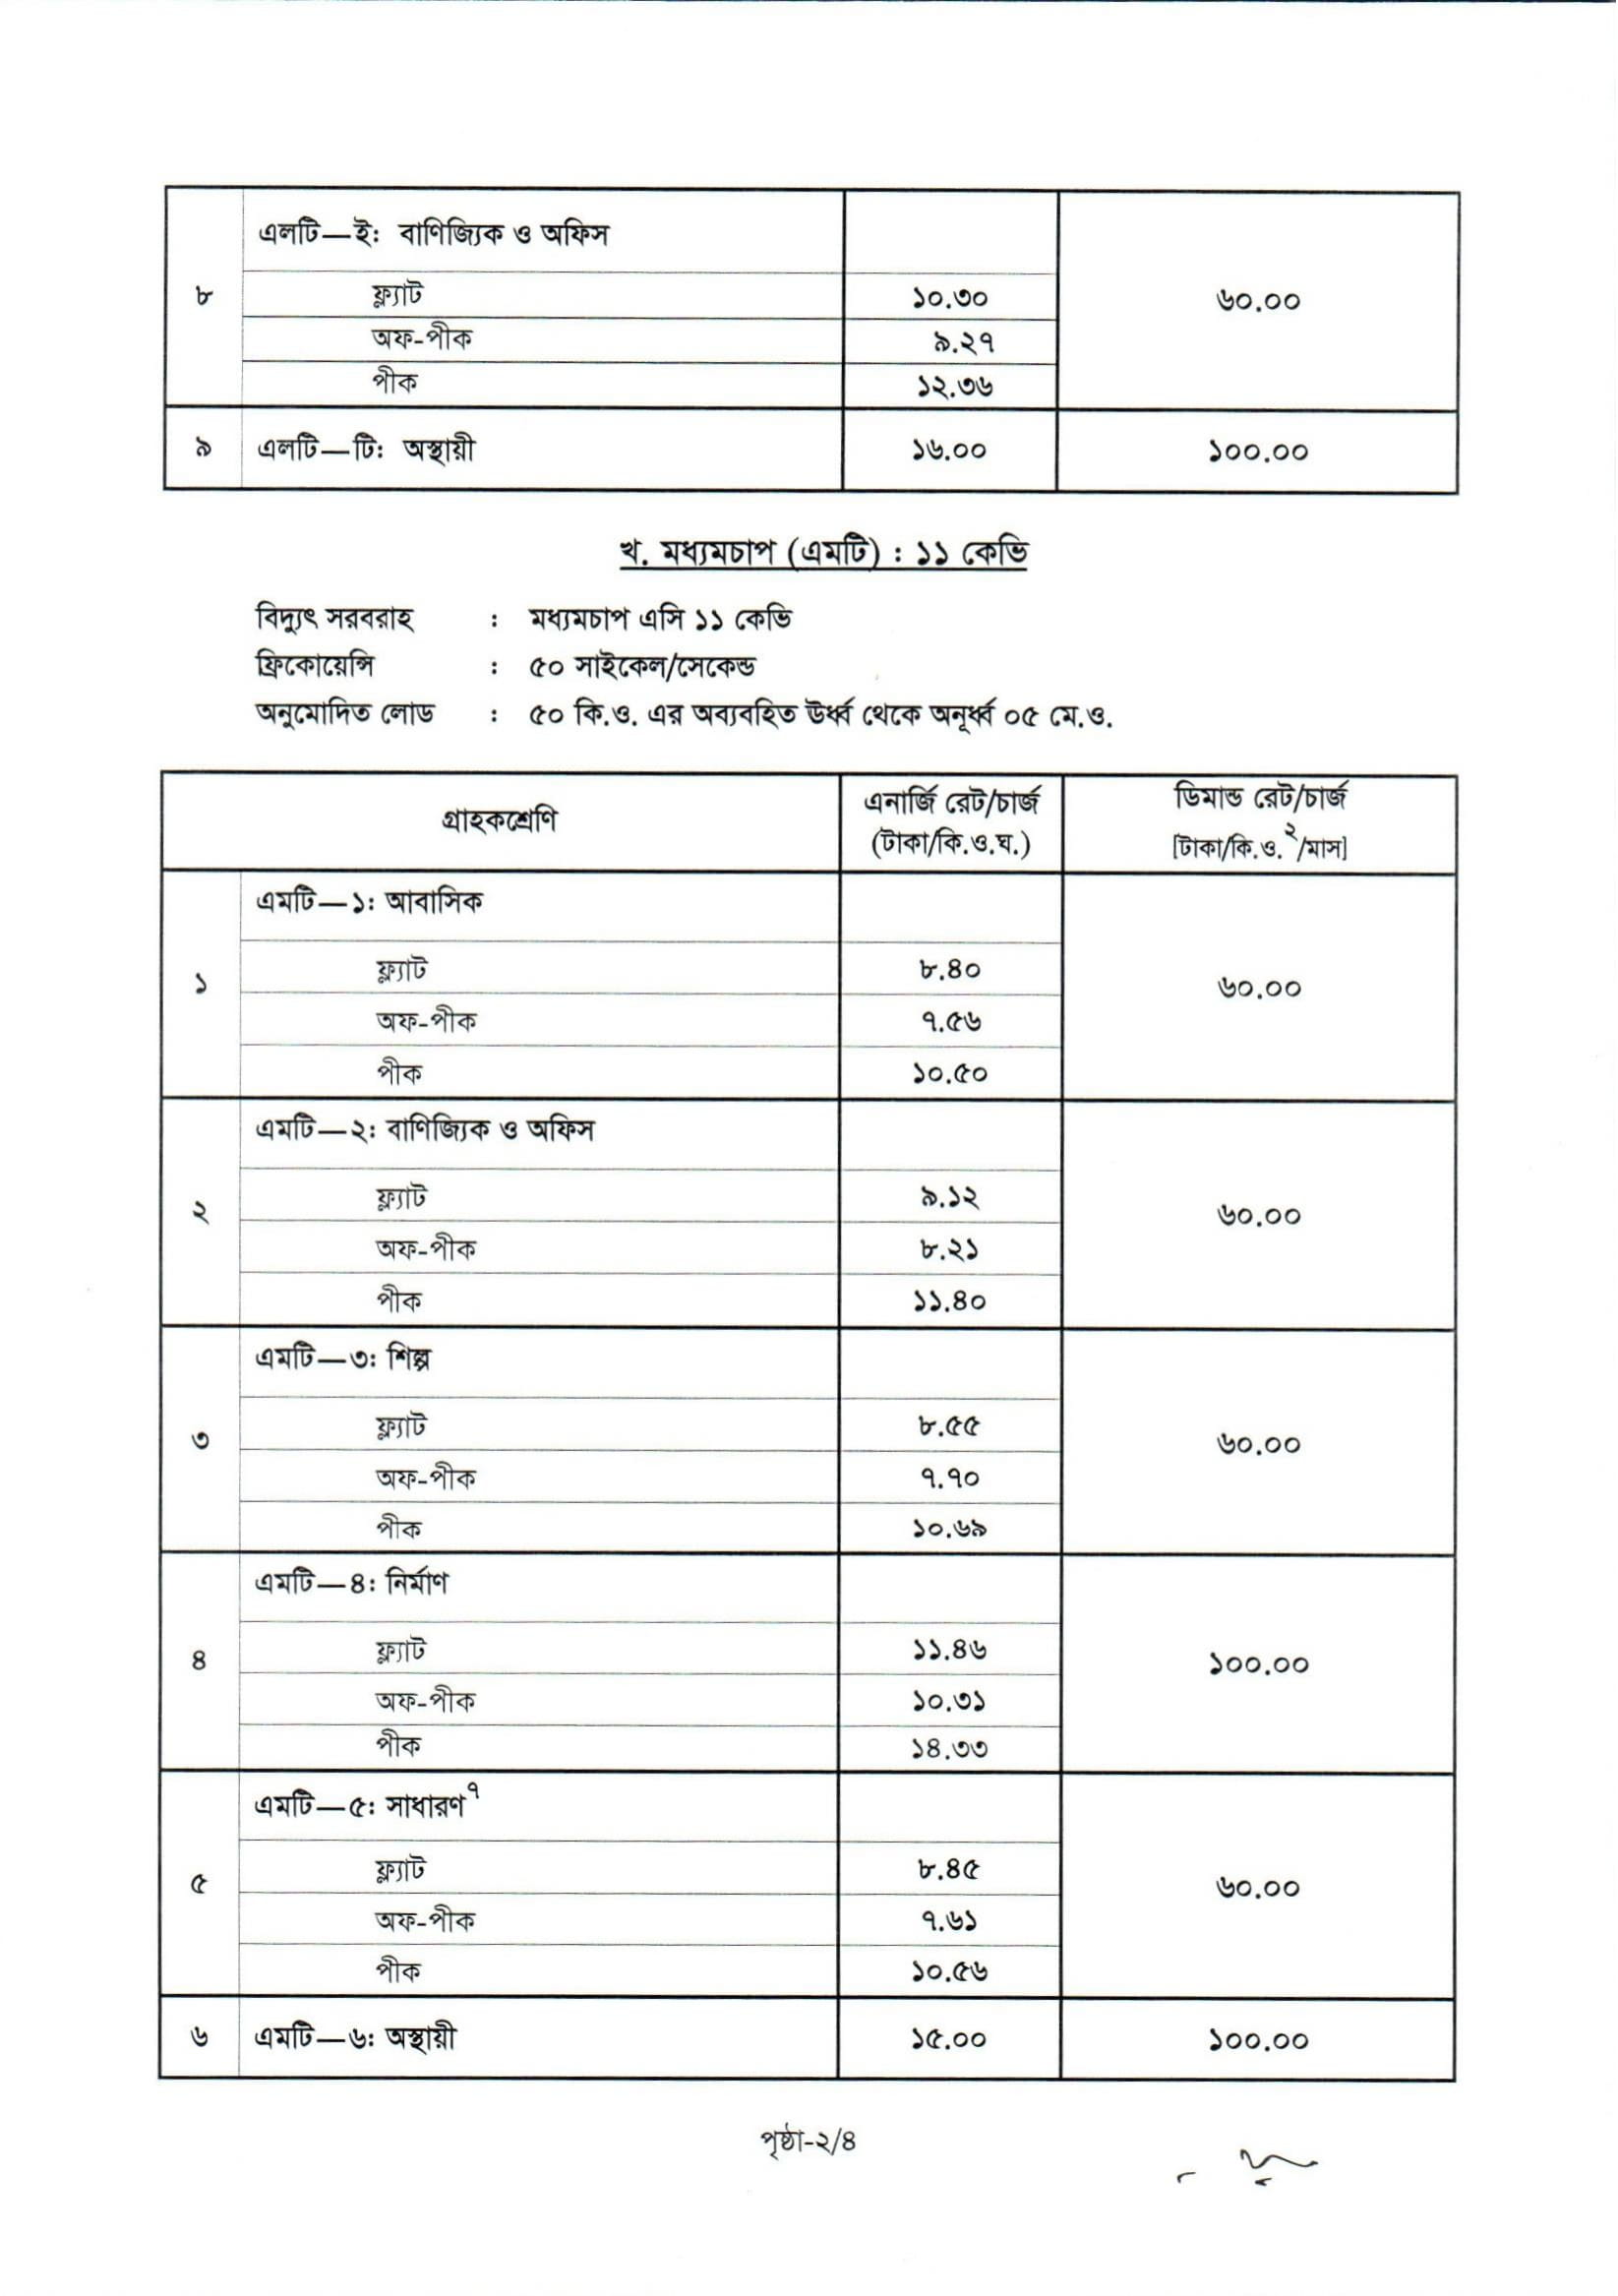 এলটি—ই: বাণিজ্যিক ও অফিস
৮ ফ্ল্যাট ১০.৩০ ৬০.০০
অফ-পীক ৯.২৭
পীক ১২.৩৬
৯ এলটি—টি: অস্থায়ী ১৬.০০ ১০০.০০
খ. মধ্যমচাপ (এমটি) : ১১ কেভি
বিদ্যুৎ সরবরাহ : মধ্যমচাপ এসি ১১ কেভি
ফ্রিকোয়েন্সি : ৫০ সাইকেল/সেকেন্ড
অনুমোদিত লোড : ৫০ কি.ও. এর অব্যবহিত ঊর্ধ্ব থেকে অনূর্ধ্ব ০৫ মে.ও.
গ্রাহকশ্রেণি এনার্জি রেট/চার্জ ডিমান্ড রেট/চার্জ
(টাকা/কি.ও.ঘ.) [টাকা/কি.ও.২/মাস]
এমটি—১: আবাসিক
১ ফ্ল্যাট ৮.৪০ ৬০.০০
অফ-পীক ৭.৫৬
পীক ১০.৫০
এমটি—২: বাণিজ্যিক ও অফিস
২ ফ্ল্যাট ৯.১২ ৬০.০০
অফ-পীক ৮.২১
পীক ১১.৪০
এমটি—৩: শিল্প
৩ ফ্ল্যাট ৮.৫৫ ৬০.০০
অফ-পীক ৭.৭০
পীক ১০.৬৯
এমটি—৪: নির্মাণ
৪ ফ্ল্যাট ১১.৪৬ ১০০.০০
অফ-পীক ১০.৩১
পীক ১৪.৩৩
এমটি—৫: সাধারণ৭
৫ ফ্ল্যাট ৮.৪৫ ৬০.০০
অফ-পীক ৭.৬১
পীক ১০.৫৬
৬ এমটি—৬: অস্থায়ী ১৫.০০ ১০০.০০
পৃষ্ঠা-২/৪